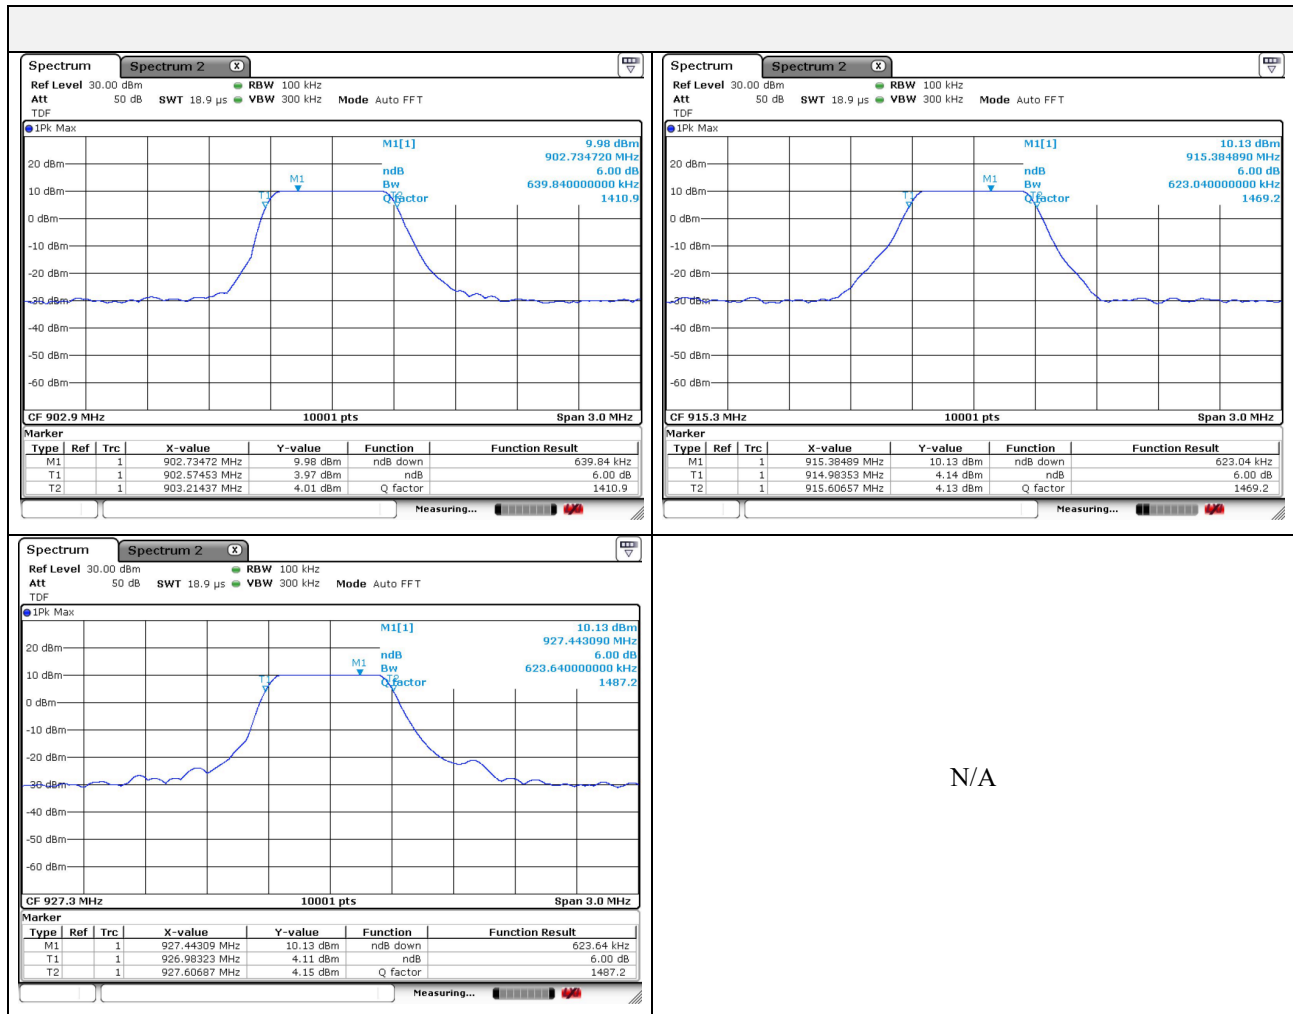 Spectrum Spectrum 2 X
Ref Level 30.00 dBm RBW 100 kHz
Att 50 dB SWT 18.9 µs VBW 300 kHz Mode Auto FFT
TDF
1Pk Max
M1[1] 9.98 dBm
902.734720 MHz
ndB 6.00 dB
Bw 639.840000000 kHz
Q factor 1410.9
M1
T1
T2
20 dBm
10 dBm
0 dBm
-10 dBm
-20 dBm
-30 dBm
-40 dBm
-50 dBm
-60 dBm
CF 902.9 MHz 10001 pts Span 3.0 MHz
Marker
Type Ref Trc X-value Y-value Function Function Result
M1 1 902.73472 MHz 9.98 dBm ndB down 639.84 kHz
T1 1 902.57453 MHz 3.97 dBm ndB 6.00 dB
T2 1 903.21437 MHz 4.01 dBm Q factor 1410.9
Measuring...
Spectrum Spectrum 2 X
Ref Level 30.00 dBm RBW 100 kHz
Att 50 dB SWT 18.9 µs VBW 300 kHz Mode Auto FFT
TDF
1Pk Max
M1[1] 10.13 dBm
915.384890 MHz
ndB 6.00 dB
Bw 623.040000000 kHz
Q factor 1469.2
M1
T1
T2
20 dBm
10 dBm
0 dBm
-10 dBm
-20 dBm
-30 dBm
-40 dBm
-50 dBm
-60 dBm
CF 915.3 MHz 10001 pts Span 3.0 MHz
Marker
Type Ref Trc X-value Y-value Function Function Result
M1 1 915.38489 MHz 10.13 dBm ndB down 623.04 kHz
T1 1 914.98353 MHz 4.14 dBm ndB 6.00 dB
T2 1 915.60657 MHz 4.13 dBm Q factor 1469.2
Measuring...
Spectrum Spectrum 2 X
Ref Level 30.00 dBm RBW 100 kHz
Att 50 dB SWT 18.9 µs VBW 300 kHz Mode Auto FFT
TDF
1Pk Max
M1[1] 10.13 dBm
927.443090 MHz
ndB 6.00 dB
Bw 623.640000000 kHz
Q factor 1487.2
M1
T1
T2
20 dBm
10 dBm
0 dBm
-10 dBm
-20 dBm
-30 dBm
-40 dBm
-50 dBm
-60 dBm
CF 927.3 MHz 10001 pts Span 3.0 MHz
Marker
Type Ref Trc X-value Y-value Function Function Result
M1 1 927.44309 MHz 10.13 dBm ndB down 623.64 kHz
T1 1 926.98323 MHz 4.11 dBm ndB 6.00 dB
T2 1 927.60687 MHz 4.15 dBm Q factor 1487.2
Measuring...
N/A